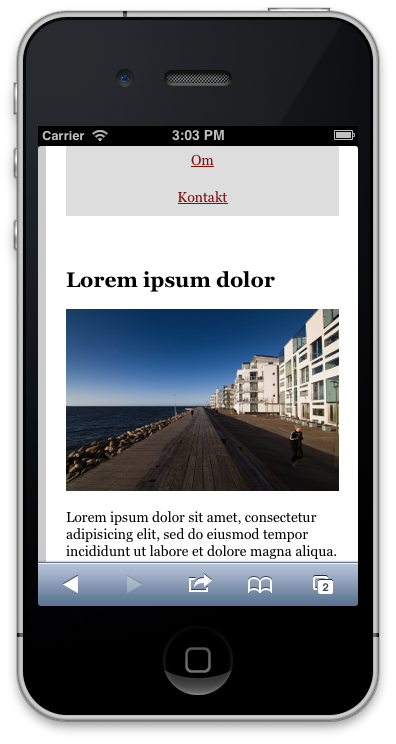 Carrier 3:03 PM
Om
Kontakt
Lorem ipsum dolor
Lorem ipsum dolor sit amet, consectetur
adipisicing elit, sed do eiusmod tempor
incididunt ut labore et dolore magna aliqua.
2